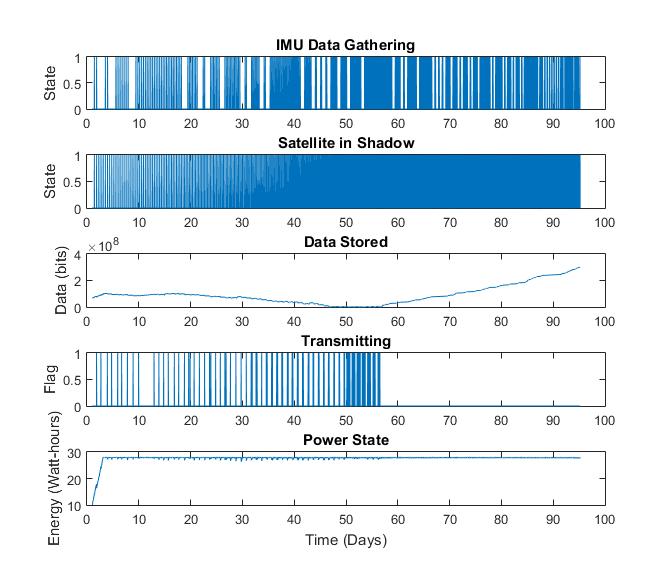 IMU Data Gathering
1
0.5
0
State
0 10 20 30 40 50 60 70 80 90 100
Satellite in Shadow
1
0.5
0
State
0 10 20 30 40 50 60 70 80 90 100
×10^8
Data Stored
4
2
0
Data (bits)
0 10 20 30 40 50 60 70 80 90 100
Transmitting
1
0.5
0
Flag
0 10 20 30 40 50 60 70 80 90 100
Power State
30
20
10
Energy (Watt-hours)
0 10 20 30 40 50 60 70 80 90 100
Time (Days)